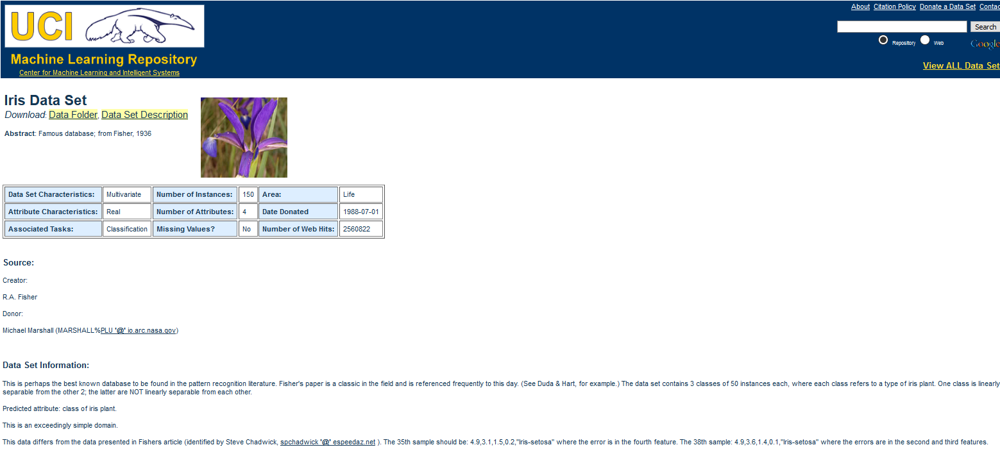 UCI
Machine Learning Repository
Center for Machine Learning and Intelligent Systems
About Citation Policy Donate a Data Set Contac
Search
Repository Web Google
View ALL Data Set
Iris Data Set
Download: Data Folder, Data Set Description
Abstract: Famous database; from Fisher, 1936
Data Set Characteristics: Multivariate Number of Instances: 150 Area: Life
Attribute Characteristics: Real Number of Attributes: 4 Date Donated 1988-07-01
Associated Tasks: Classification Missing Values? No Number of Web Hits: 2560822
Source:
Creator:
R.A. Fisher
Donor:
Michael Marshall (MARSHALL%PLU '@' io.arc.nasa.gov)
Data Set Information:
This is perhaps the best known database to be found in the pattern recognition literature. Fisher's paper is a classic in the field and is referenced frequently to this day. (See Duda & Hart, for example.) The data set contains 3 classes of 50 instances each, where each class refers to a type of iris plant. One class is linearly
separable from the other 2; the latter are NOT linearly separable from each other.
Predicted attribute: class of iris plant.
This is an exceedingly simple domain.
This data differs from the data presented in Fishers article (identified by Steve Chadwick, spchadwick '@' espeedaz.net ). The 35th sample should be: 4.9,3.1,1.5,0.2,"Iris-setosa" where the error is in the fourth feature. The 38th sample: 4.9,3.6,1.4,0.1,"Iris-setosa" where the errors are in the second and third features.